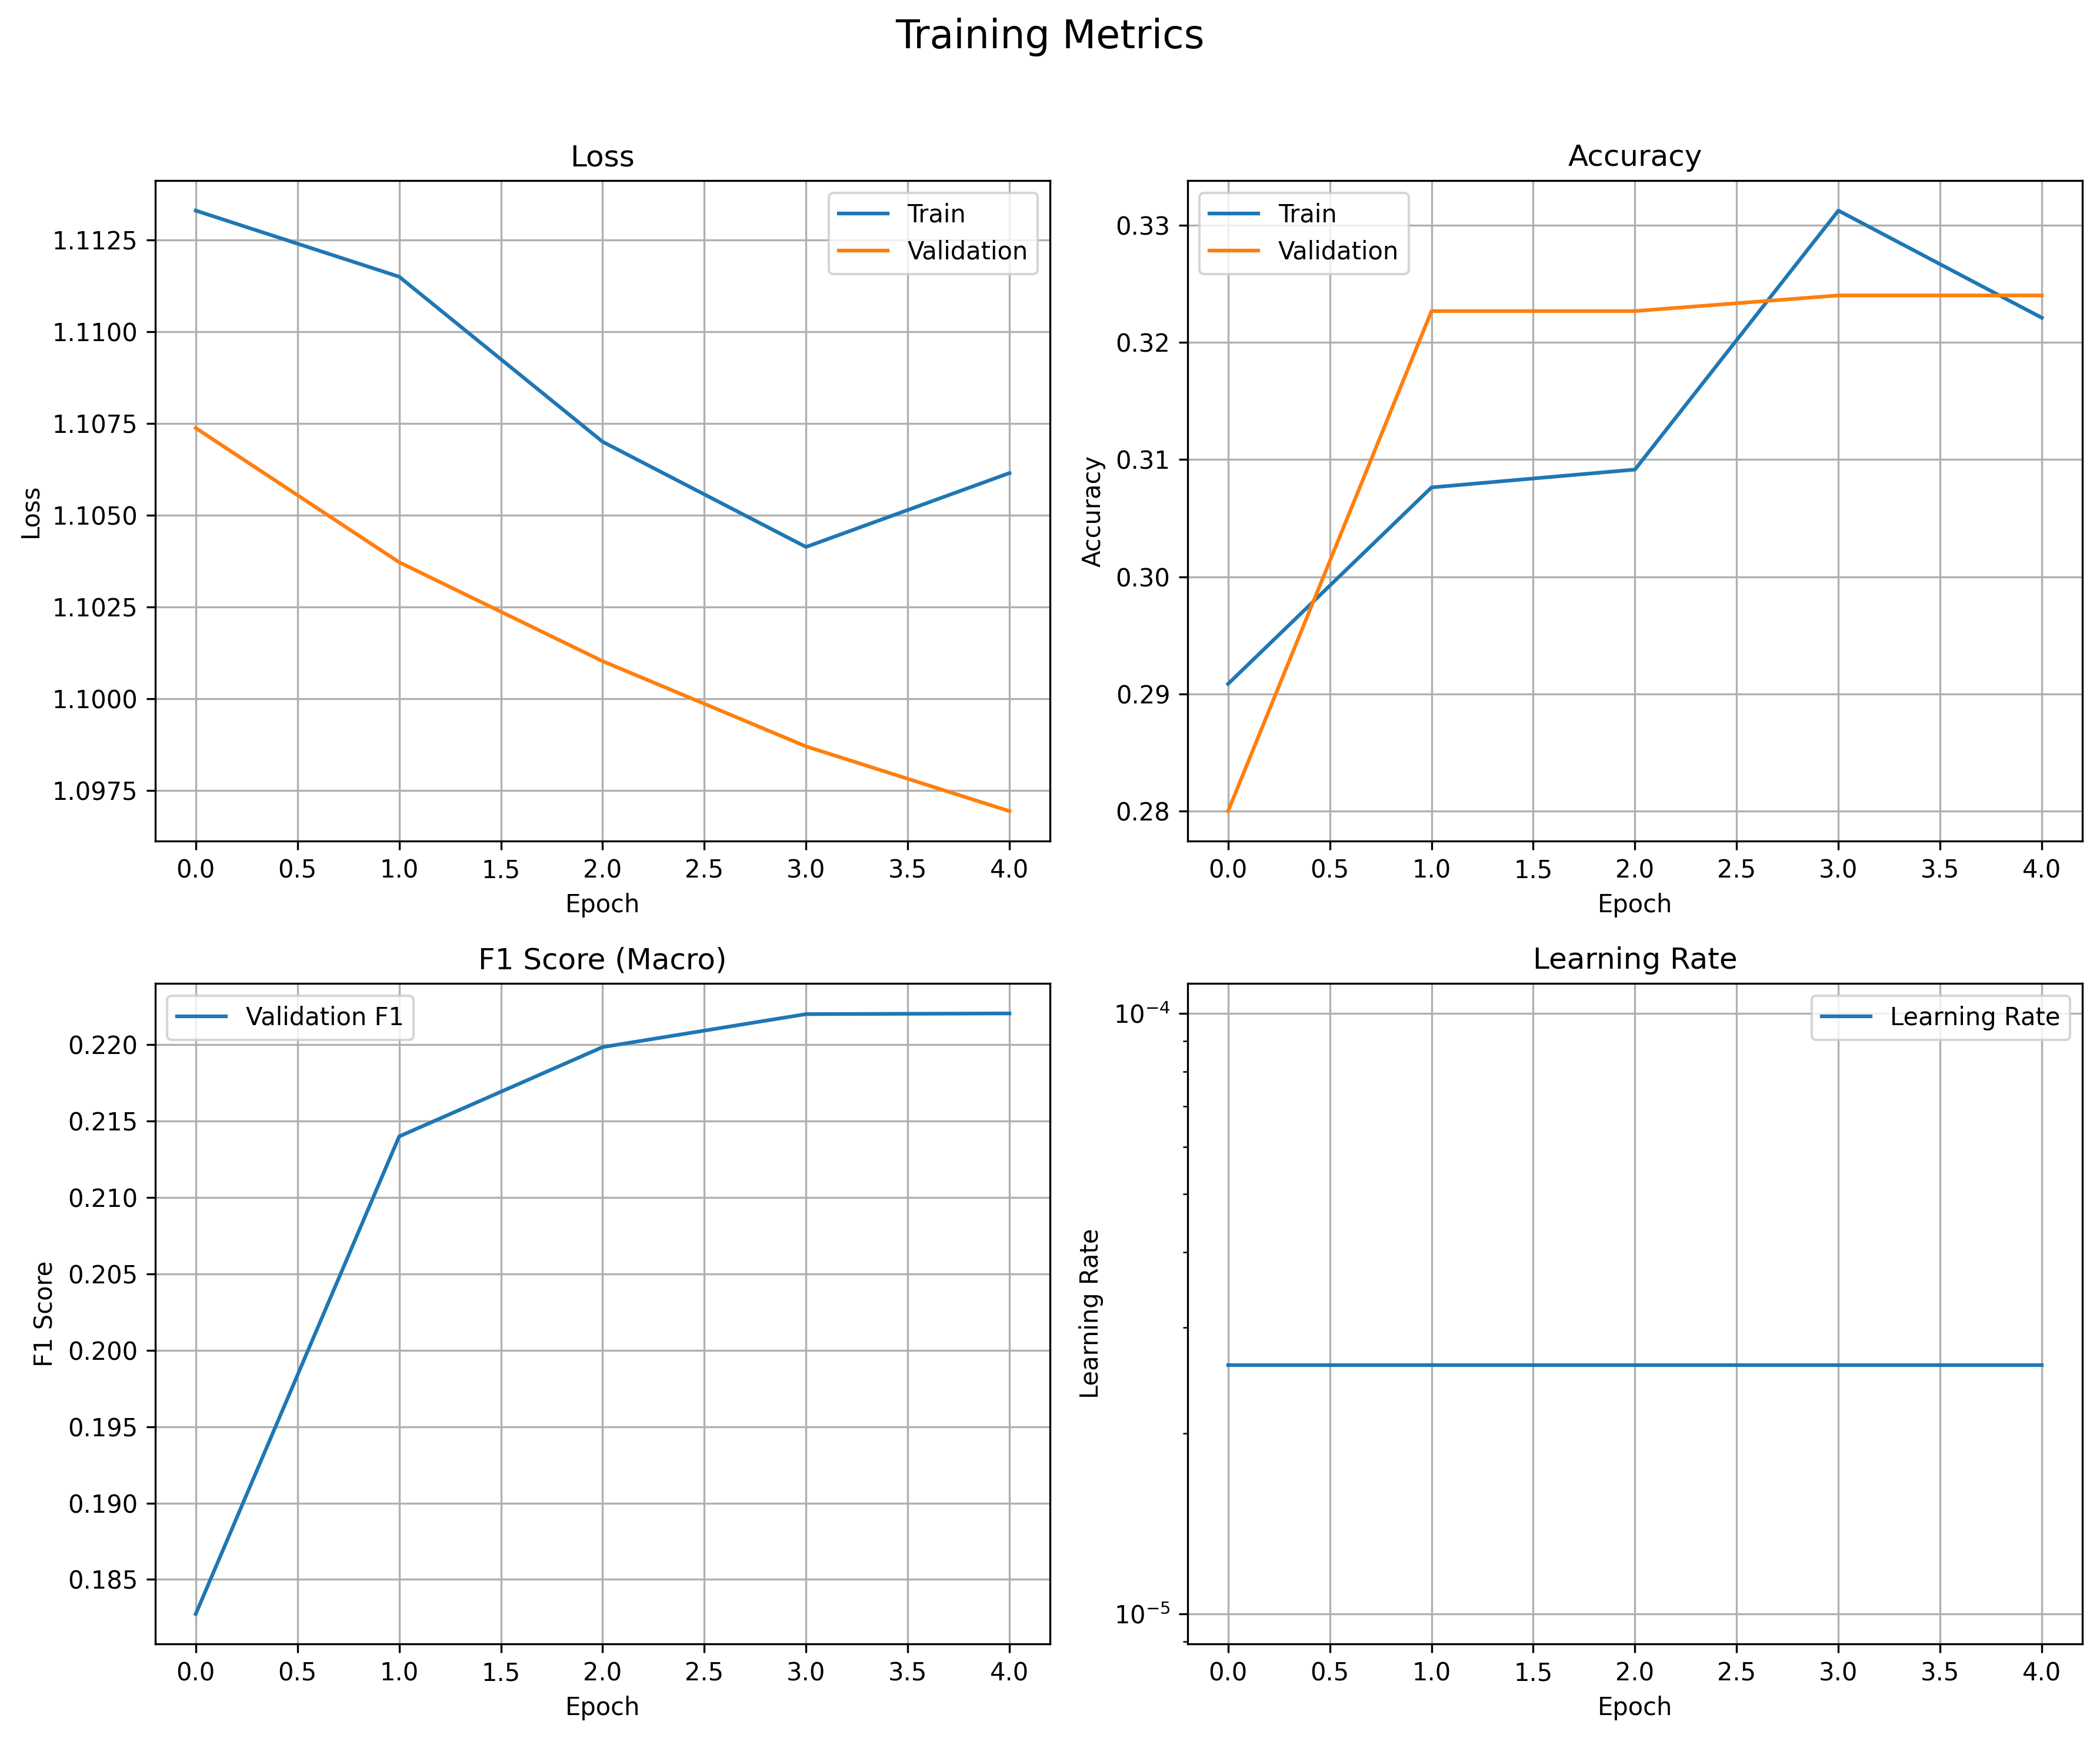 Training Metrics
Loss
Train
Validation
1.1125
1.1100
1.1075
1.1050
1.1025
1.1000
1.0975
Loss
0.0 0.5 1.0 1.5 2.0 2.5 3.0 3.5 4.0
Epoch
Accuracy
Train
Validation
0.33
0.32
0.31
0.30
0.29
0.28
Accuracy
0.0 0.5 1.0 1.5 2.0 2.5 3.0 3.5 4.0
Epoch
F1 Score (Macro)
Validation F1
0.220
0.215
0.210
0.205
0.200
0.195
0.190
0.185
F1 Score
0.0 0.5 1.0 1.5 2.0 2.5 3.0 3.5 4.0
Epoch
Learning Rate
Learning Rate
10⁻⁴
10⁻⁵
Learning Rate
0.0 0.5 1.0 1.5 2.0 2.5 3.0 3.5 4.0
Epoch